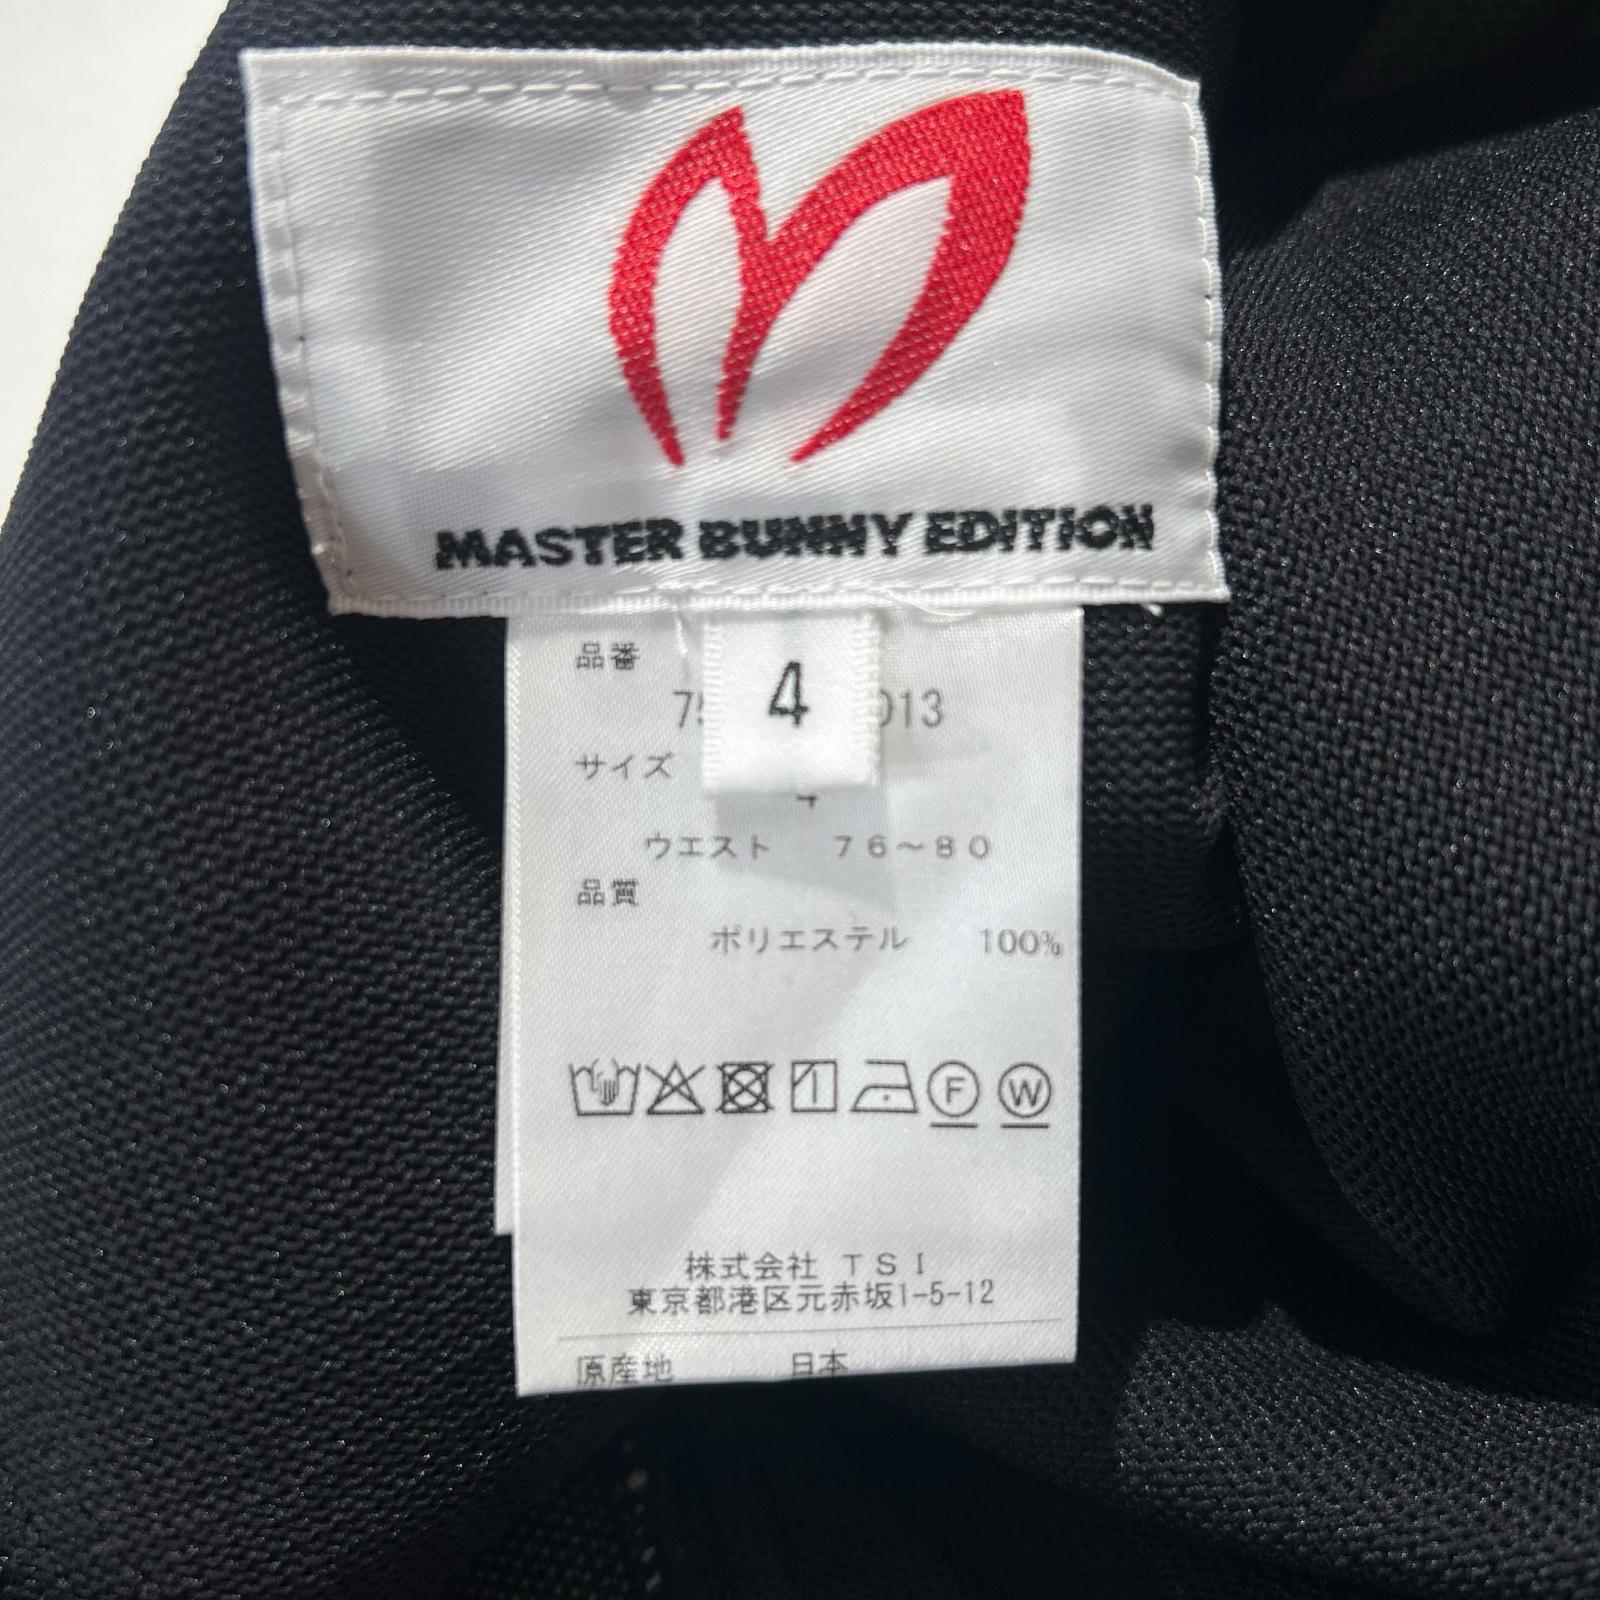 MASTER BUNNY EDITION
品番
4
013
サイズ
4
ウエスト 76〜80
品質
ポリエステル 100%
F W
株式会社 TSI
東京都港区元赤坂1-5-12
原産地 日本